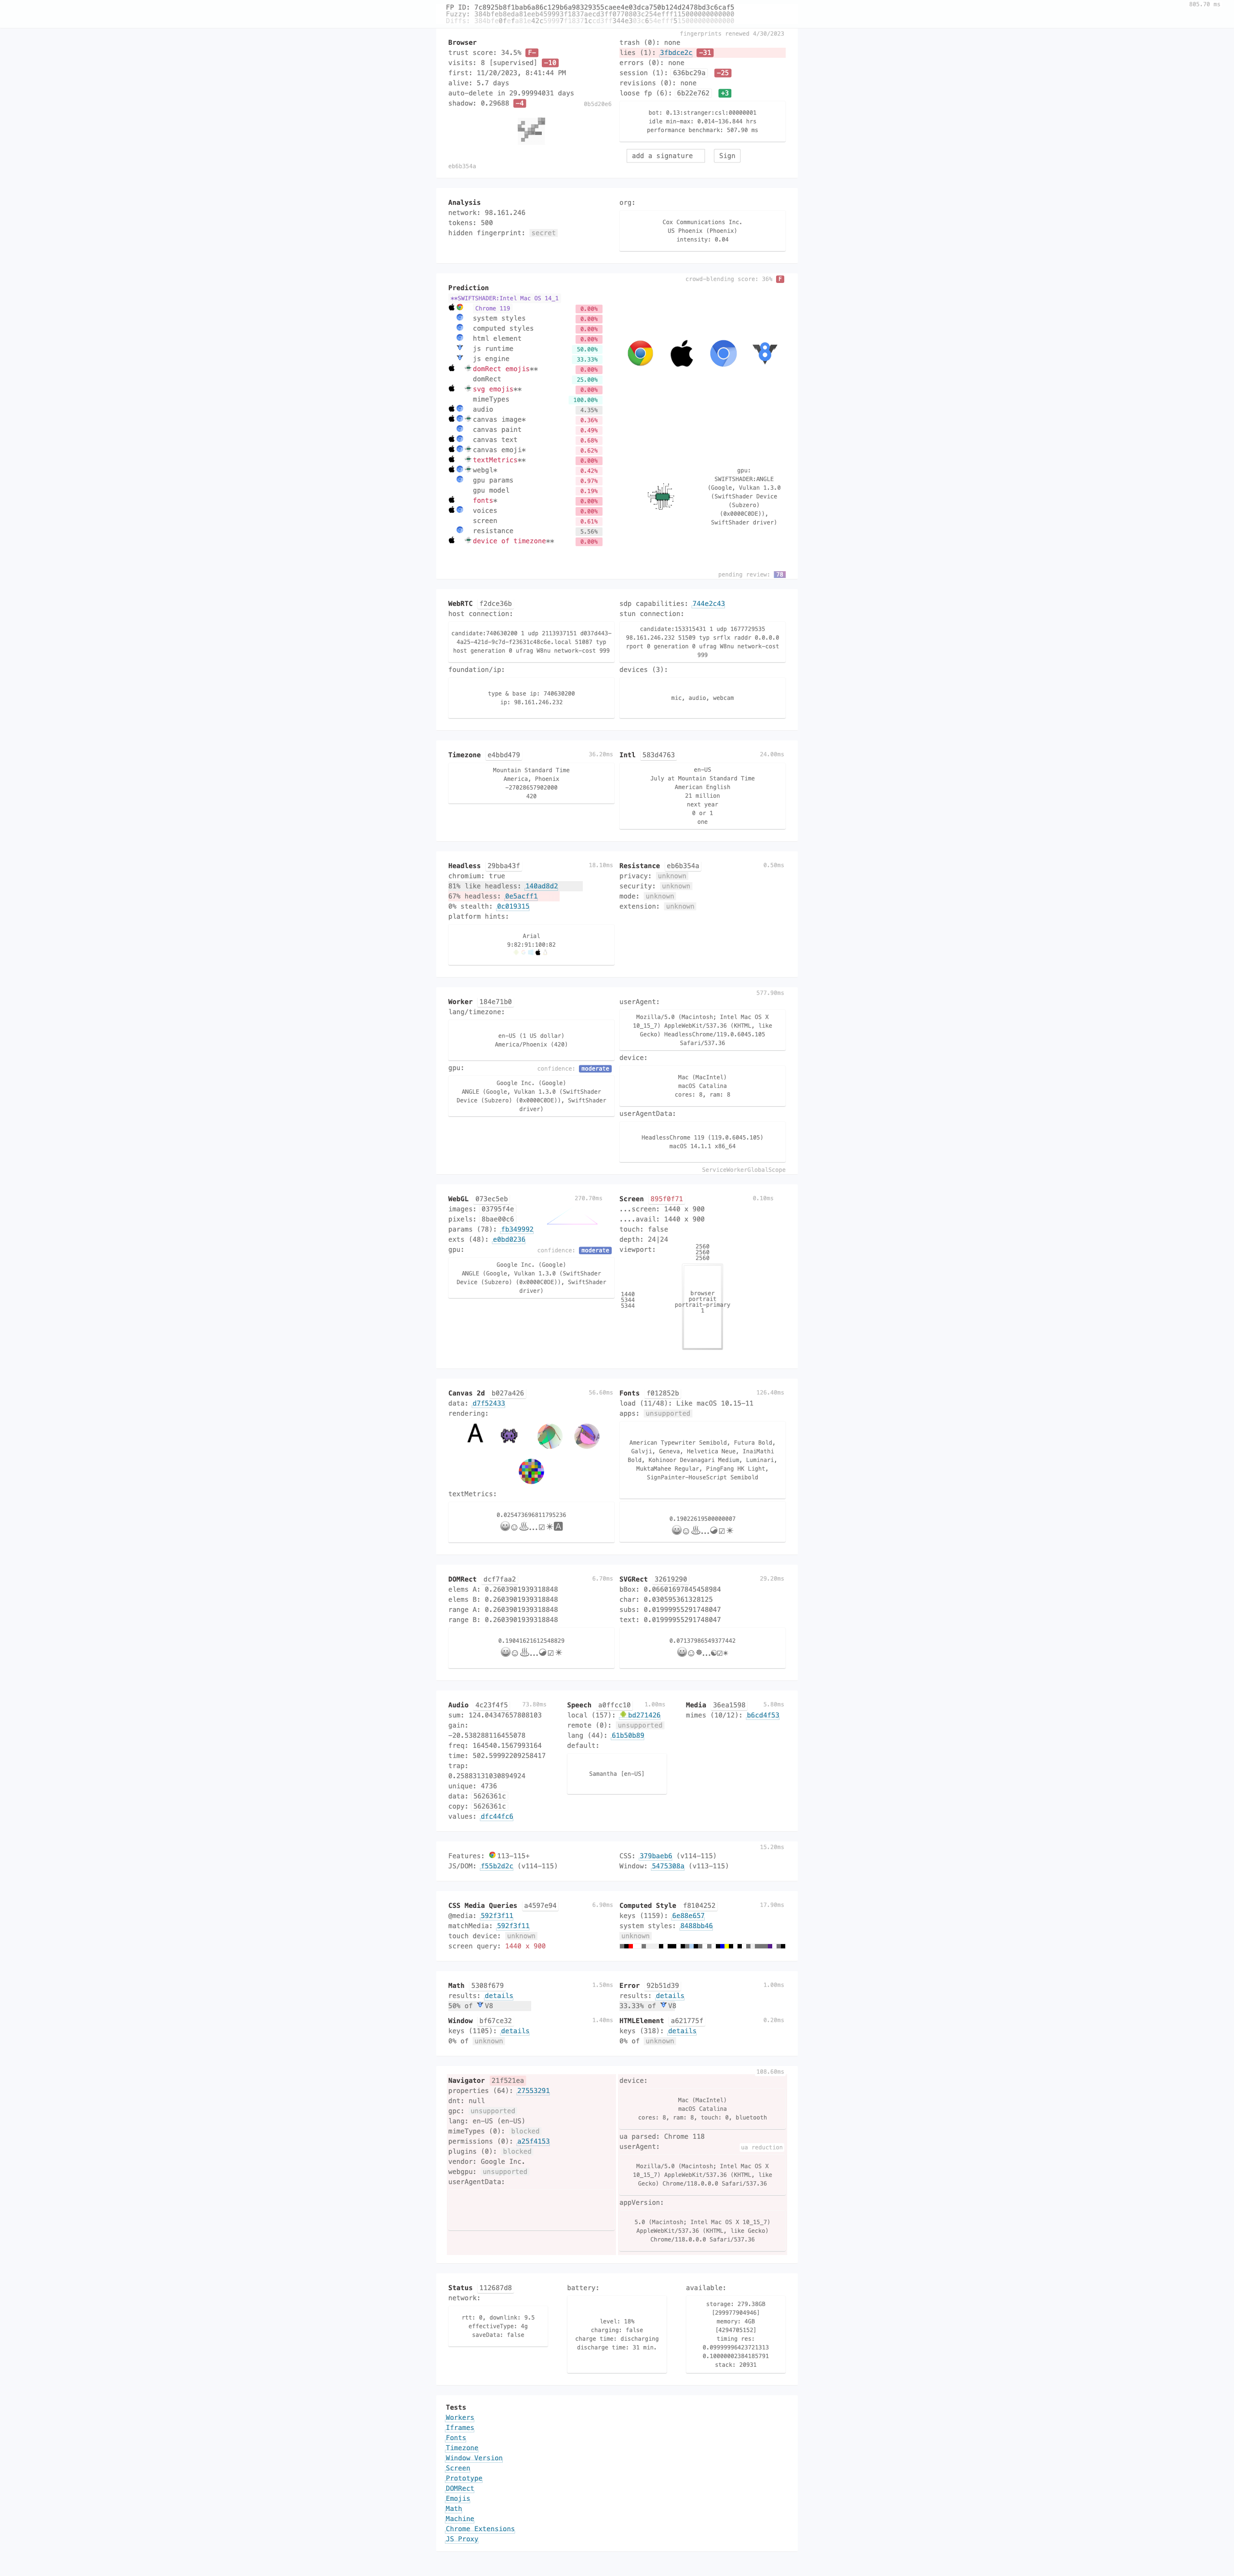 805.70 ms
FP ID: 7c8925b8f1bab6a86c129b6a98329355caee4e03dca750b124d2478bd3c6caf5
fingerprints renewed 4/30/2023
Browser
trust score: 34.5% F-
visits: 8 [supervised] -10
first: 11/20/2023, 8:41:44 PM
alive: 5.7 days
auto-delete in 29.99994031 days
shadow: 0.29688 -4
0b5d20e6
eb6b354a
trash (0): none
lies (1): 3fbdce2c -31
errors (0): none
session (1): 636bc29a -25
revisions (0): none
loose fp (6): 6b22e762 +3
bot: 0.13:stranger:csl:00000001
idle min-max: 0.014-136.844 hrs
performance benchmark: 507.90 ms
add a signature
Sign
Analysis
network: 98.161.246
tokens: 500
hidden fingerprint: secret
org:
Cox Communications Inc.
US Phoenix (Phoenix)
intensity: 0.04
crowd-blending score: 36% F
Prediction
**SWIFTSHADER:Intel Mac OS 14_1
Chrome 119 0.00%
system styles 0.00%
computed styles 0.00%
html element 0.00%
js runtime 50.00%
js engine 33.33%
domRect emojis** 0.00%
domRect 25.00%
svg emojis** 0.00%
mimeTypes 100.00%
audio 4.35%
canvas image* 0.36%
canvas paint 0.49%
canvas text 0.68%
canvas emoji* 0.62%
textMetrics** 0.00%
webgl* 0.42%
gpu params 0.97%
gpu model 0.19%
fonts* 0.00%
voices 0.00%
screen 0.61%
resistance 5.56%
device of timezone** 0.00%
gpu:
SWIFTSHADER:ANGLE
(Google, Vulkan 1.3.0
(SwiftShader Device
(Subzero)
(0x0000C0DE)),
SwiftShader driver)
pending review: 76
WebRTC f2dce36b
host connection:
candidate:740630200 1 udp 2113937151 d037d443-
4a25-421d-9c7d-f23631c48c6e.local 51087 typ
host generation 0 ufrag W8nu network-cost 999
foundation/ip:
type & base ip: 740630200
ip: 98.161.246.232
sdp capabilities: 744e2c43
stun connection:
candidate:153315431 1 udp 1677729535
98.161.246.232 51509 typ srflx raddr 0.0.0.0
rport 0 generation 0 ufrag W8nu network-cost
999
devices (3):
mic, audio, webcam
Timezone e4bbd479 36.20ms
Mountain Standard Time
America, Phoenix
-27028657902000
420
Intl 583d4763 24.00ms
en-US
July at Mountain Standard Time
American English
21 million
next year
0 or 1
one
Headless 29bba43f 18.10ms
chromium: true
81% like headless: 140ad8d2
67% headless: 0e5acff1
0% stealth: 0c019315
platform hints:
Arial
9:82:91:100:82
Resistance eb6b354a 0.50ms
privacy: unknown
security: unknown
mode: unknown
extension: unknown
577.90ms
Worker 184e71b0
lang/timezone:
en-US (1 US dollar)
America/Phoenix (420)
gpu: confidence: moderate
Google Inc. (Google)
ANGLE (Google, Vulkan 1.3.0 (SwiftShader
Device (Subzero) (0x0000C0DE)), SwiftShader
driver)
userAgent:
Mozilla/5.0 (Macintosh; Intel Mac OS X
10_15_7) AppleWebKit/537.36 (KHTML, like
Gecko) HeadlessChrome/119.0.6045.105
Safari/537.36
device:
Mac (MacIntel)
macOS Catalina
cores: 8, ram: 8
userAgentData:
HeadlessChrome 119 (119.0.6045.105)
macOS 14.1.1 x86_64
ServiceWorkerGlobalScope
WebGL 073ec5eb 270.70ms
images: 03795f4e
pixels: 8bae00c6
params (78): fb349992
exts (48): e0bd0236
gpu: confidence: moderate
Google Inc. (Google)
ANGLE (Google, Vulkan 1.3.0 (SwiftShader
Device (Subzero) (0x0000C0DE)), SwiftShader
driver)
Screen 895f0f71 0.10ms
...screen: 1440 x 900
....avail: 1440 x 900
touch: false
depth: 24|24
viewport:
2560
2560
2560
1440
5344
5344
browser
portrait
portrait-primary
1
Canvas 2d b027a426 56.60ms
data: d7f52433
rendering:
A
textMetrics:
0.025473696811795236
Fonts f012852b 126.40ms
load (11/48): Like macOS 10.15-11
apps: unsupported
American Typewriter Semibold, Futura Bold,
Galvji, Geneva, Helvetica Neue, InaiMathi
Bold, Kohinoor Devanagari Medium, Luminari,
MuktaMahee Regular, PingFang HK Light,
SignPainter-HouseScript Semibold
0.19022619500000007
DOMRect dcf7faa2 6.70ms
elems A: 0.2603901939318848
elems B: 0.2603901939318848
range A: 0.2603901939318848
range B: 0.2603901939318848
0.19041621612548829
SVGRect 32619290 29.20ms
bBox: 0.06601697845458984
char: 0.030595361328125
subs: 0.01999955291748047
text: 0.01999955291748047
0.07137986549377442
Audio 4c23f4f5 73.80ms
sum: 124.04347657808103
gain:
-20.538288116455078
freq: 164540.1567993164
time: 502.59992209258417
trap:
0.25883131030894924
unique: 4736
data: 5626361c
copy: 5626361c
values: dfc44fc6
Speech a0ffcc10 1.00ms
local (157): bd271426
remote (0): unsupported
lang (44): 61b50b89
default:
Samantha [en-US]
Media 36ea1598 5.80ms
mimes (10/12): b6cd4f53
15.20ms
Features: 113-115+
JS/DOM: f55b2d2c (v114-115)
CSS: 379baeb6 (v114-115)
Window: 5475308a (v113-115)
CSS Media Queries a4597e94 6.90ms
@media: 592f3f11
matchMedia: 592f3f11
touch device: unknown
screen query: 1440 x 900
Computed Style f8104252 17.90ms
keys (1159): 6e88e657
system styles: 8488bb46
unknown
Math 5308f679 1.50ms
results: details
50% of V8
Error 92b51d39 1.00ms
results: details
33.33% of V8
Window bf67ce32 1.40ms
keys (1105): details
0% of unknown
HTMLElement a621775f 0.20ms
keys (318): details
0% of unknown
100.60ms
Navigator 21f521ea
properties (64): 27553291
dnt: null
gpc: unsupported
lang: en-US (en-US)
mimeTypes (0): blocked
permissions (0): a25f4153
plugins (0): blocked
vendor: Google Inc.
webgpu: unsupported
userAgentData:
device:
Mac (MacIntel)
macOS Catalina
cores: 8, ram: 8, touch: 0, bluetooth
ua parsed: Chrome 118
userAgent: ua reduction
Mozilla/5.0 (Macintosh; Intel Mac OS X
10_15_7) AppleWebKit/537.36 (KHTML, like
Gecko) Chrome/118.0.0.0 Safari/537.36
appVersion:
5.0 (Macintosh; Intel Mac OS X 10_15_7)
AppleWebKit/537.36 (KHTML, like Gecko)
Chrome/118.0.0.0 Safari/537.36
Status 112687d8
network:
rtt: 0, downlink: 9.5
effectiveType: 4g
saveData: false
battery:
level: 18%
charging: false
charge time: discharging
discharge time: 31 min.
available:
storage: 279.38GB
[299977904946]
memory: 4GB
[4294705152]
timing res:
0.09999996423721313
0.10000002384185791
stack: 20931
Tests
Workers
Iframes
Fonts
Timezone
Window Version
Screen
Prototype
DOMRect
Emojis
Math
Machine
Chrome Extensions
JS Proxy